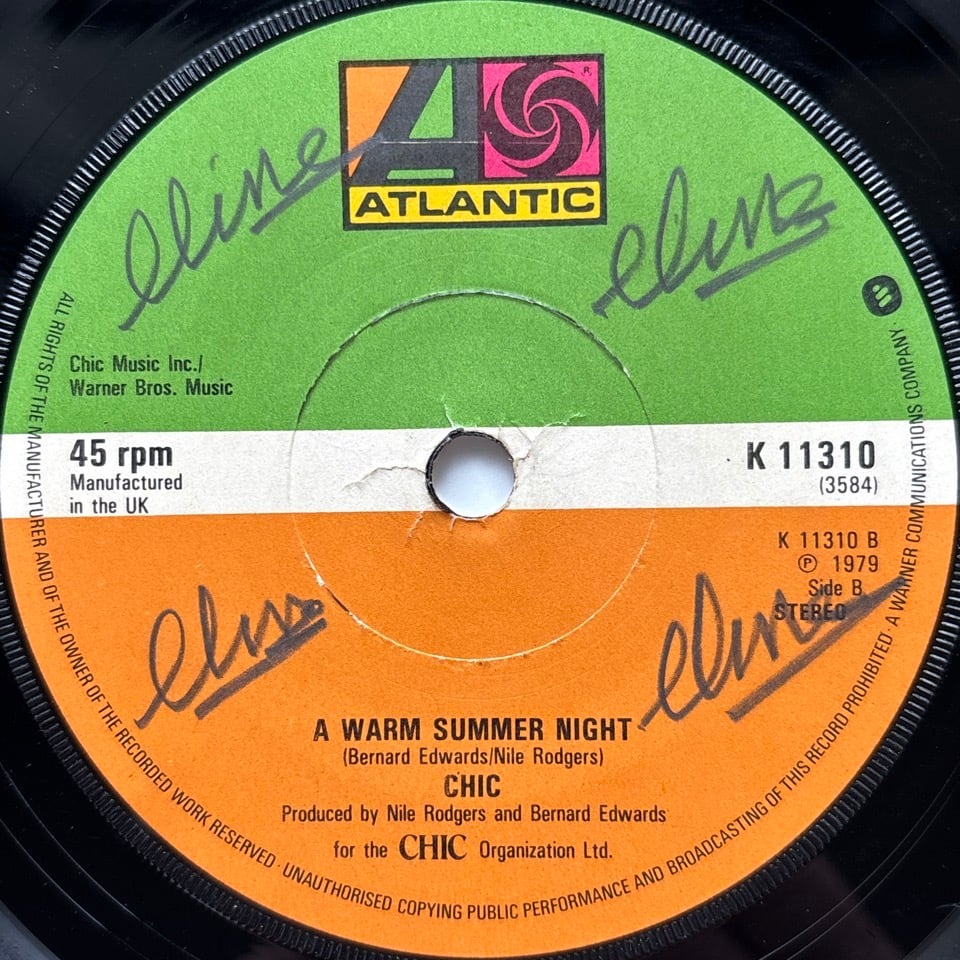 ATLANTIC
Cline
Chic Music Inc./
Warner Bros. Music
45 rpm
Manufactured
in the UK
K 11310
(3584)
K 11310 B
℗ 1979
Side B
STEREO
A WARM SUMMER NIGHT
(Bernard Edwards/Nile Rodgers)
CHIC
Produced by Nile Rodgers and Bernard Edwards
for the CHIC Organization Ltd.
ALL RIGHTS OF THE MANUFACTURER AND OF THE OWNER OF THE RECORDED WORK RESERVED · UNAUTHORISED COPYING PUBLIC PERFORMANCE AND BROADCASTING OF THIS RECORD PROHIBITED · A WARNER COMMUNICATIONS COMPANY ·